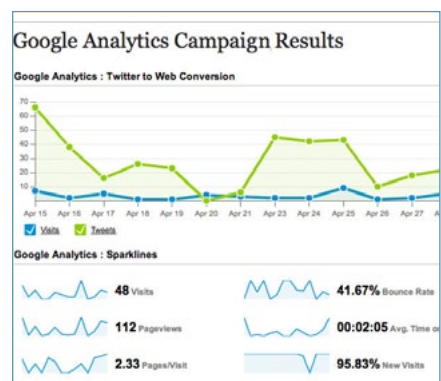 Google Analytics Campaign Results
Google Analytics : Twitter to Web Conversion
70
60
50
40
30
20
10
Apr 15 Apr 16 Apr 17 Apr 18 Apr 19 Apr 20 Apr 21 Apr 23 Apr 24 Apr 25 Apr 26 Apr 27 A
Visits Tweets
Google Analytics : Sparklines
48 Visits 41.67% Bounce Rate
112 Pageviews 00:02:05 Avg. Time o
2.33 Pages/Visit 95.83% New Visits